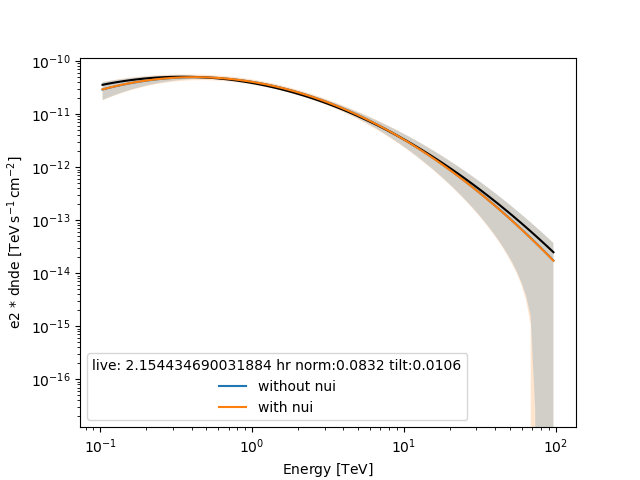 10⁻¹⁰
10⁻¹¹
10⁻¹²
10⁻¹³
10⁻¹⁴
10⁻¹⁵
10⁻¹⁶
e2 * dnde [TeV s⁻¹ cm⁻²]
live: 2.154434690031884 hr norm:0.0832 tilt:0.0106
without nui
with nui
10⁻¹ 10⁰ 10¹ 10²
Energy [TeV]